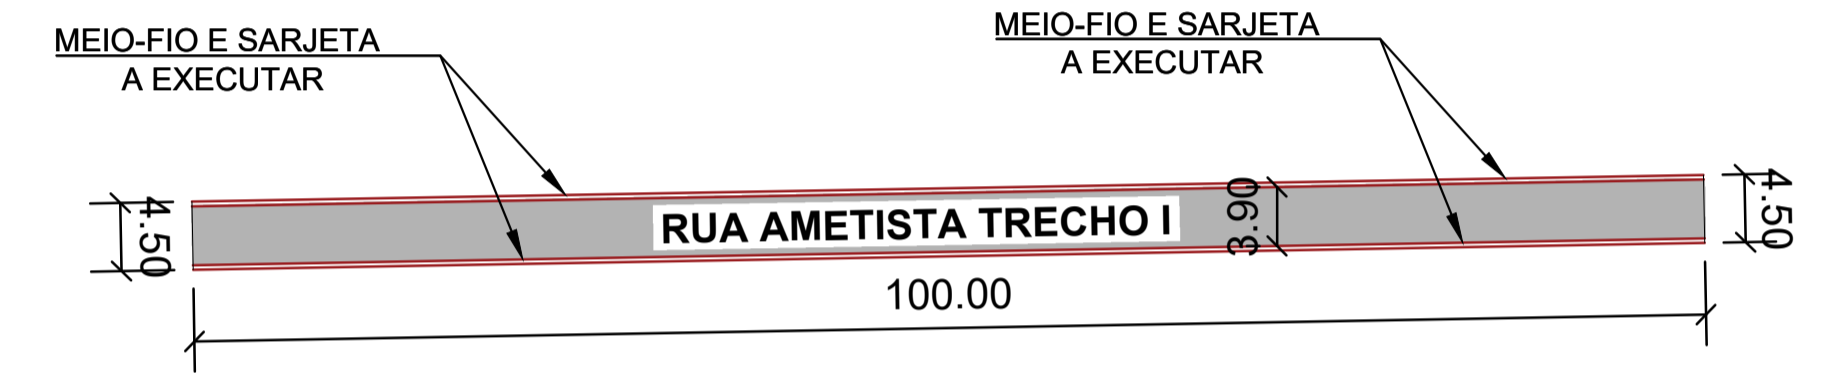 MEIO-FIO E SARJETA
A EXECUTAR
MEIO-FIO E SARJETA
A EXECUTAR
4.50
RUA AMETISTA TRECHO I
3.90
4.50
100.00